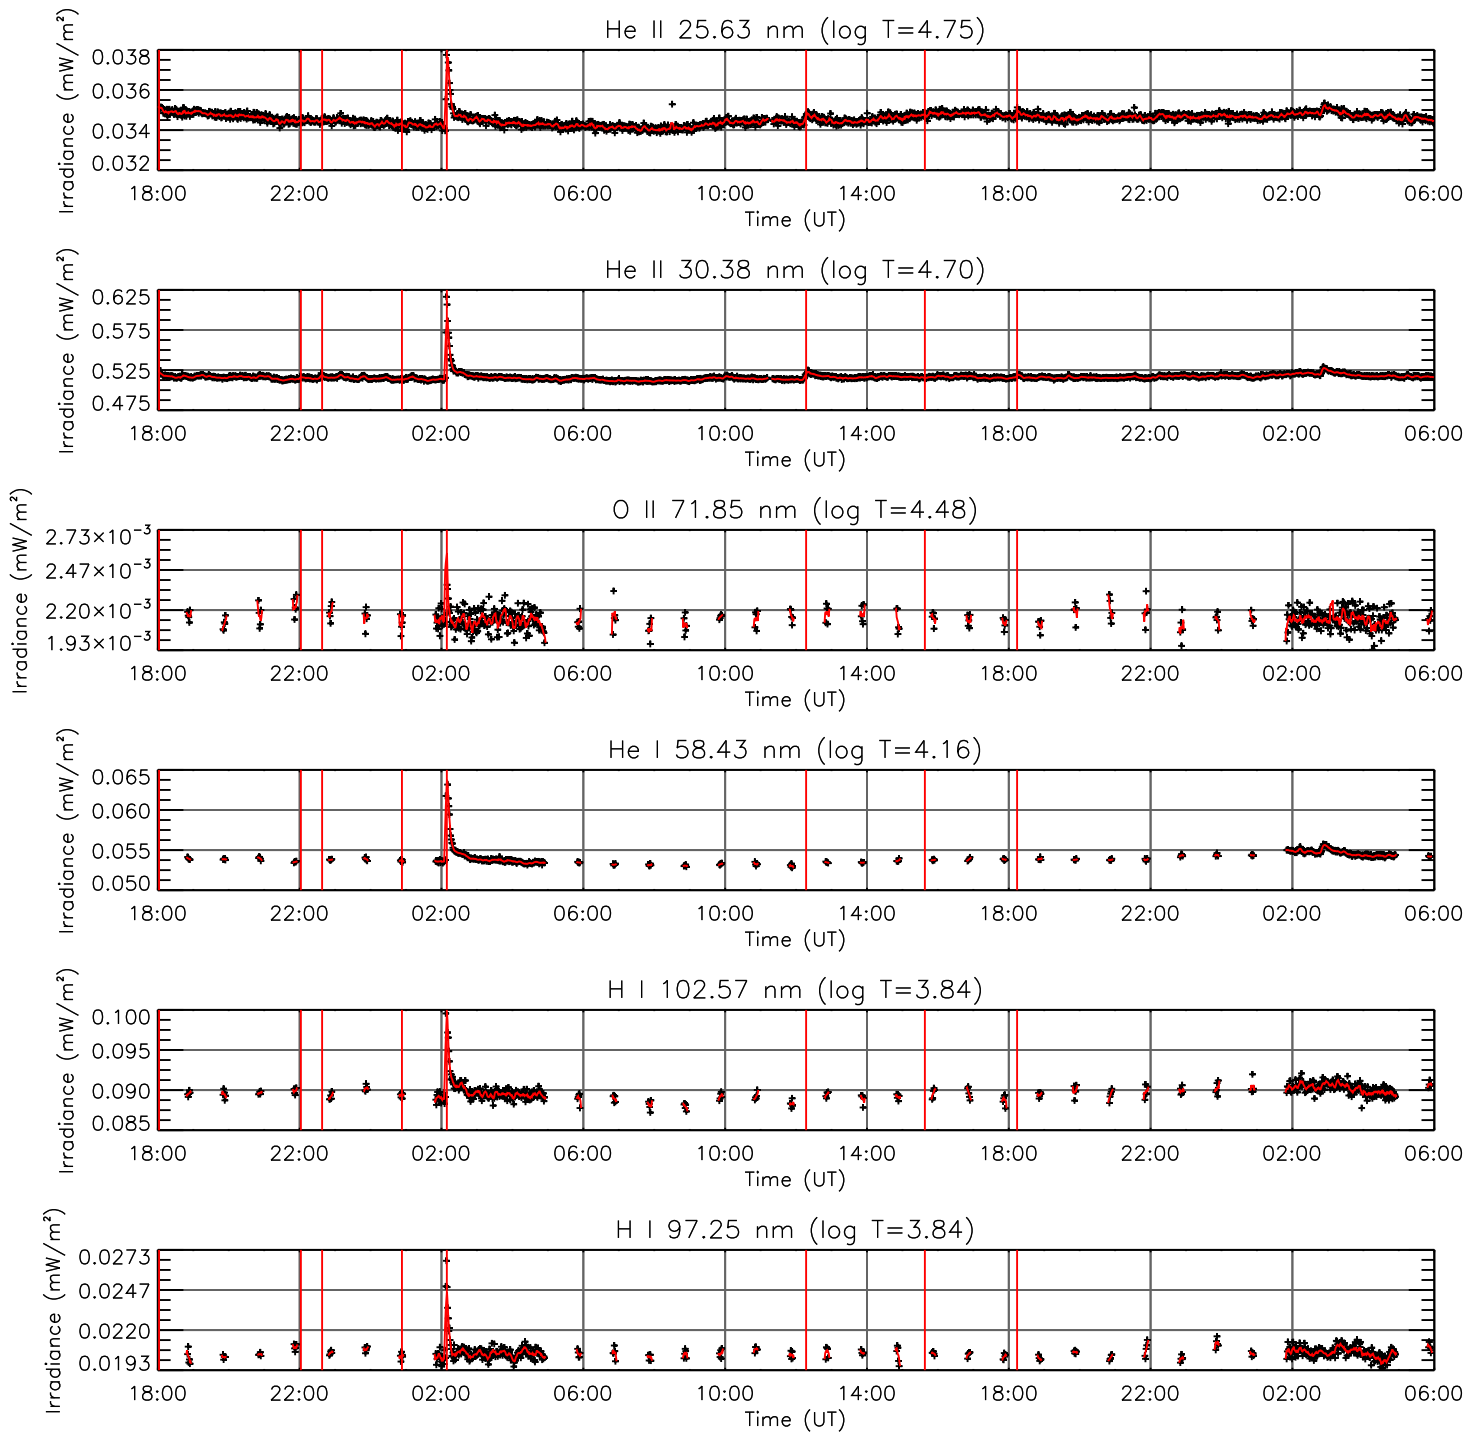 He II 25.63 nm (log T=4.75)
Irradiance (mW/m²)
0.038
0.036
0.034
0.032
18:00 22:00 02:00 06:00 10:00 14:00 18:00 22:00 02:00 06:00
Time (UT)
He II 30.38 nm (log T=4.70)
Irradiance (mW/m²)
0.625
0.575
0.525
0.475
18:00 22:00 02:00 06:00 10:00 14:00 18:00 22:00 02:00 06:00
Time (UT)
O II 71.85 nm (log T=4.48)
Irradiance (mW/m²)
2.73×10⁻³
2.47×10⁻³
2.20×10⁻³
1.93×10⁻³
18:00 22:00 02:00 06:00 10:00 14:00 18:00 22:00 02:00 06:00
Time (UT)
He I 58.43 nm (log T=4.16)
Irradiance (mW/m²)
0.065
0.060
0.055
0.050
18:00 22:00 02:00 06:00 10:00 14:00 18:00 22:00 02:00 06:00
Time (UT)
H I 102.57 nm (log T=3.84)
Irradiance (mW/m²)
0.100
0.095
0.090
0.085
18:00 22:00 02:00 06:00 10:00 14:00 18:00 22:00 02:00 06:00
Time (UT)
H I 97.25 nm (log T=3.84)
Irradiance (mW/m²)
0.0273
0.0247
0.0220
0.0193
18:00 22:00 02:00 06:00 10:00 14:00 18:00 22:00 02:00 06:00
Time (UT)